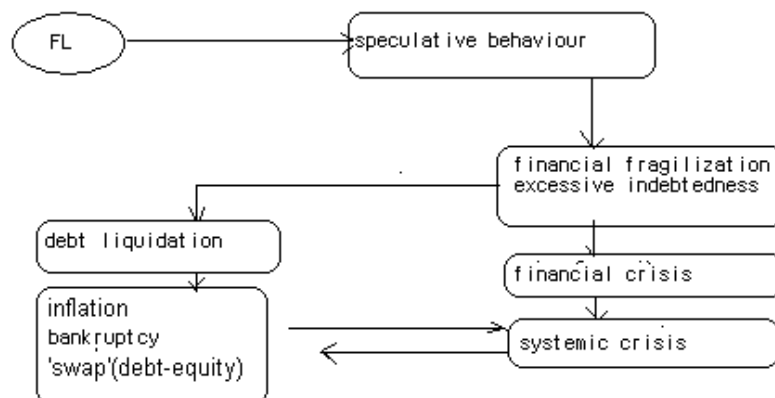 FL
speculative behaviour
financial fragilization
excessive indebtedness
debt liquidation
financial crisis
inflation
bankruptcy
'swap'(debt-equity)
systemic crisis